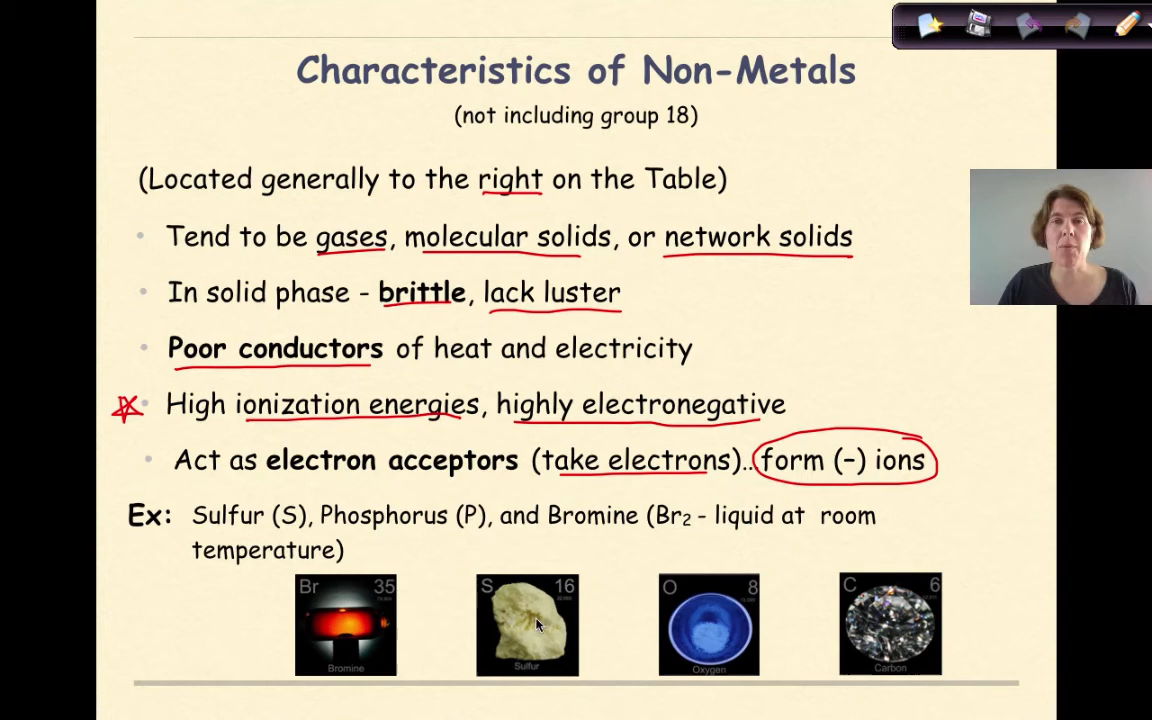 Characteristics of Non-Metals
(not including group 18)
(Located generally to the right on the Table)
• Tend to be gases, molecular solids, or network solids
• In solid phase - brittle, lack luster
• Poor conductors of heat and electricity
• High ionization energies, highly electronegative
• Act as electron acceptors (take electrons)…form (-) ions
Ex: Sulfur (S), Phosphorus (P), and Bromine (Br₂ - liquid at room
temperature)
Br 35
Bromine
S 16
Sulfur
O 8
Oxygen
C 6
Carbon